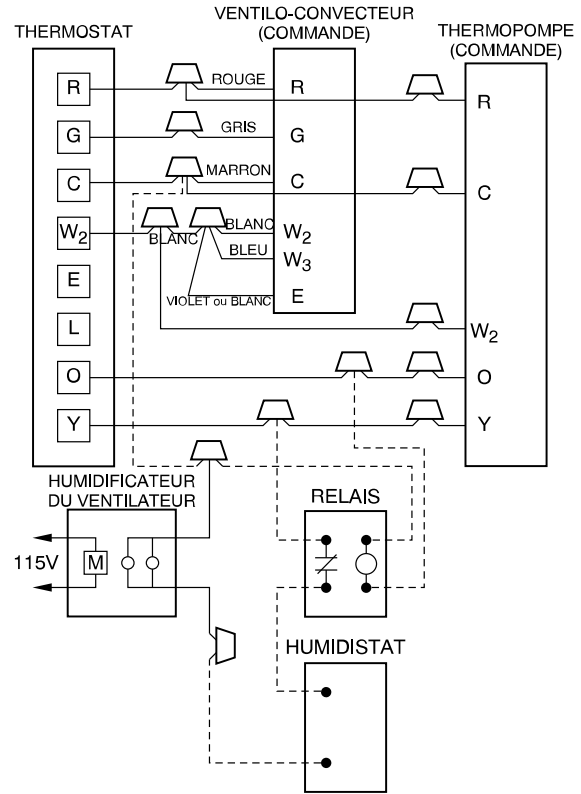 VENTILO-CONVECTEUR
(COMMANDE)
THERMOSTAT
THERMOPOMPE
(COMMANDE)
R
ROUGE
R
R
G
GRIS
G
C
MARRON
C
C
W2
BLANC
BLANC
W2
BLEU
W3
E
VIOLET ou BLANC
E
L
W2
O
O
Y
Y
HUMIDIFICATEUR
DU VENTILATEUR
RELAIS
115V
M
HUMIDISTAT